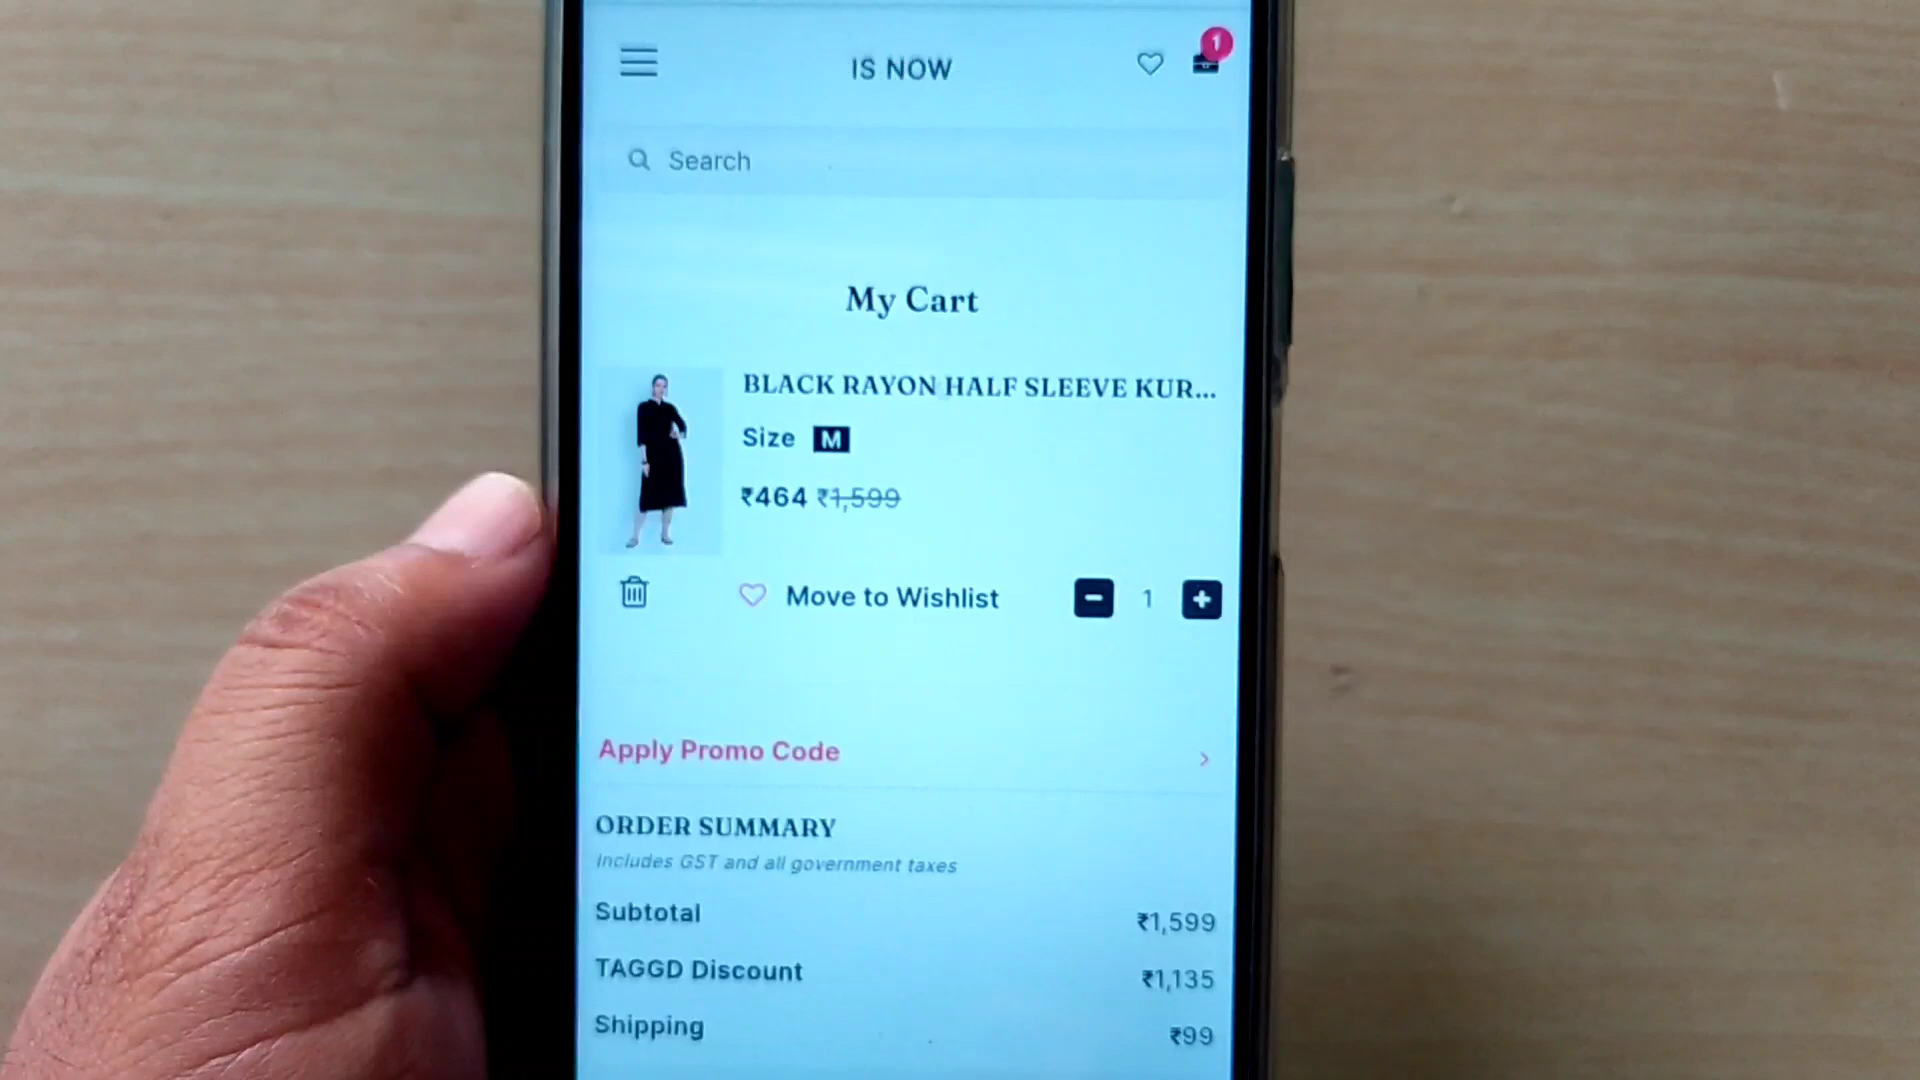 IS NOW
1
Search
My Cart
BLACK RAYON HALF SLEEVE KUR...
Size M
₹464 ₹1,599
Move to Wishlist - 1 +
Apply Promo Code >
ORDER SUMMARY
Includes GST and all government taxes
Subtotal ₹1,599
TAGGD Discount ₹1,135
Shipping ₹99